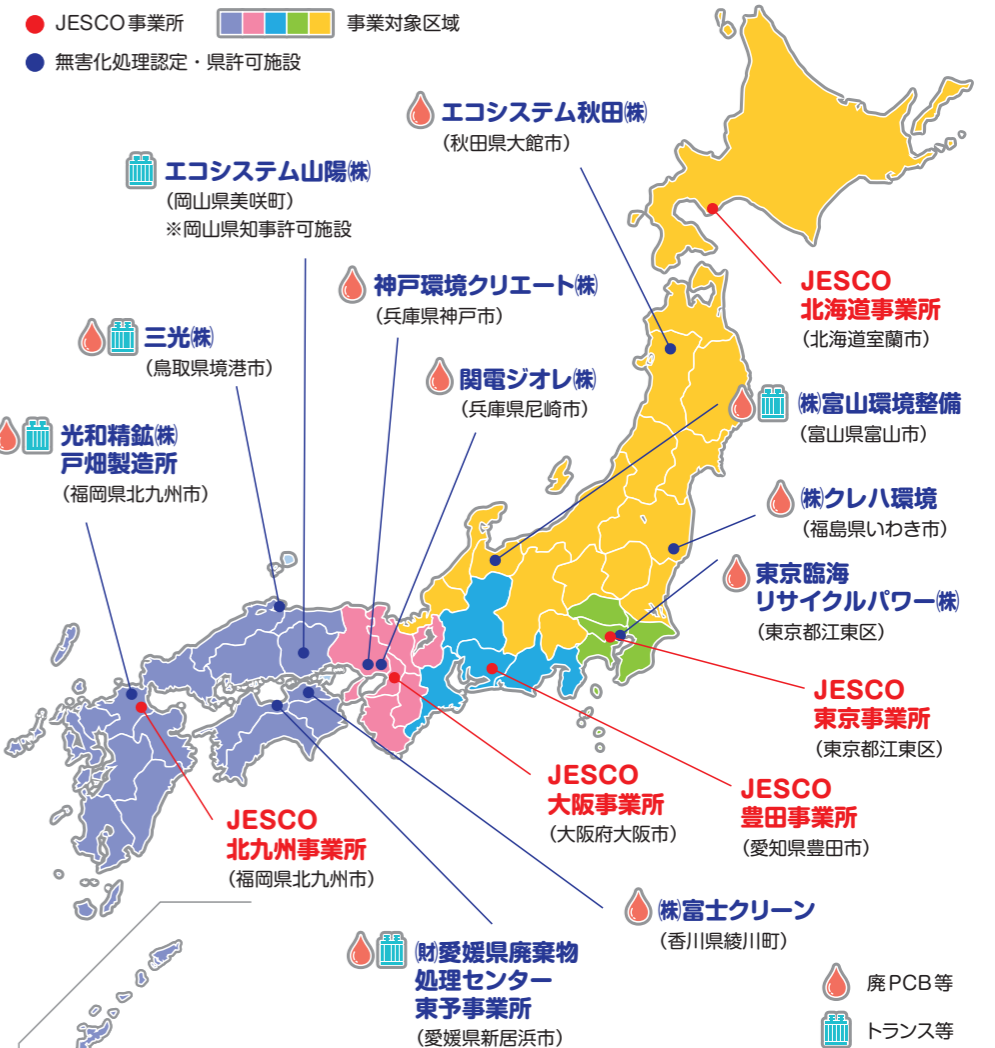 JESCO事業所
事業対象区域
無害化処理認定・県許可施設
エコシステム秋田㈱
（秋田県大館市）
エコシステム山陽㈱
（岡山県美咲町）
※岡山県知事許可施設
神戸環境クリエート㈱
（兵庫県神戸市）
三光㈱
（鳥取県境港市）
関電ジオレ㈱
（兵庫県尼崎市）
光和精鉱㈱
戸畑製造所
（福岡県北九州市）
JESCO
北海道事業所
（北海道室蘭市）
㈱富山環境整備
（富山県富山市）
㈱クレハ環境
（福島県いわき市）
東京臨海
リサイクルパワー㈱
（東京都江東区）
JESCO
東京事業所
（東京都江東区）
JESCO
大阪事業所
（大阪府大阪市）
JESCO
豊田事業所
（愛知県豊田市）
JESCO
北九州事業所
（福岡県北九州市）
㈱富士クリーン
（香川県綾川町）
㈶愛媛県廃棄物
処理センター
東予事業所
（愛媛県新居浜市）
廃PCB等
トランス等